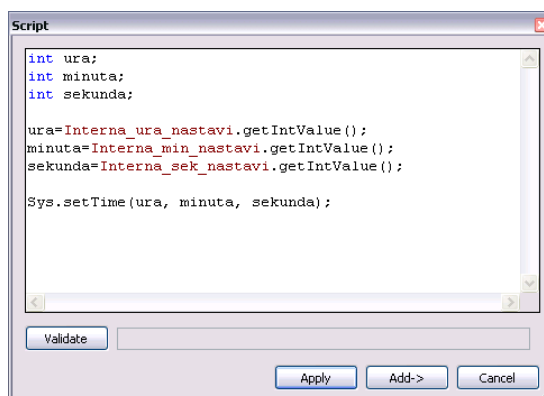 Script
int ura;
int minuta;
int sekunda;
ura=Interna_ura_nastavi.getIntValue();
minuta=Interna_min_nastavi.getIntValue();
sekunda=Interna_sek_nastavi.getIntValue();
Sys.setTime(ura, minuta, sekunda);
Validate
Apply Add-> Cancel